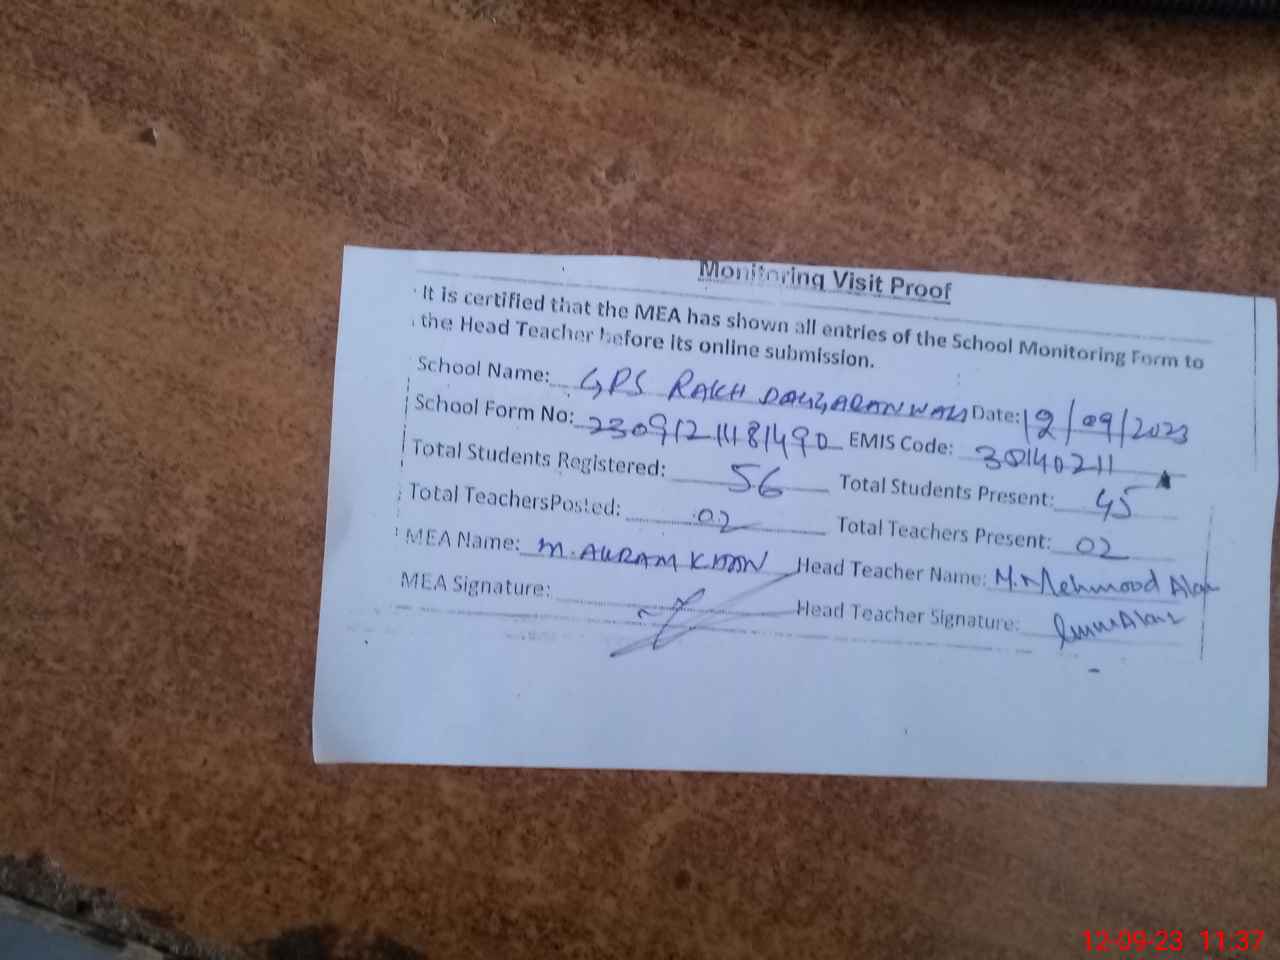 Monitoring Visit Proof
It is certified that the MEA has shown all entries of the School Monitoring Form to
the Head Teacher before its online submission.
School Name: GPS RAKH Date: 12/09/2023
School Form No: 2309121181490 EMIS Code: 30140211
Total Students Registered: 56 Total Students Present: 45
Total TeachersPosted: 02 Total Teachers Present: 02
MEA Name: M. AKRAM KHAN Head Teacher Name: M. Mehmood Alam
MEA Signature: Head Teacher Signature:
12-09-23 11:37